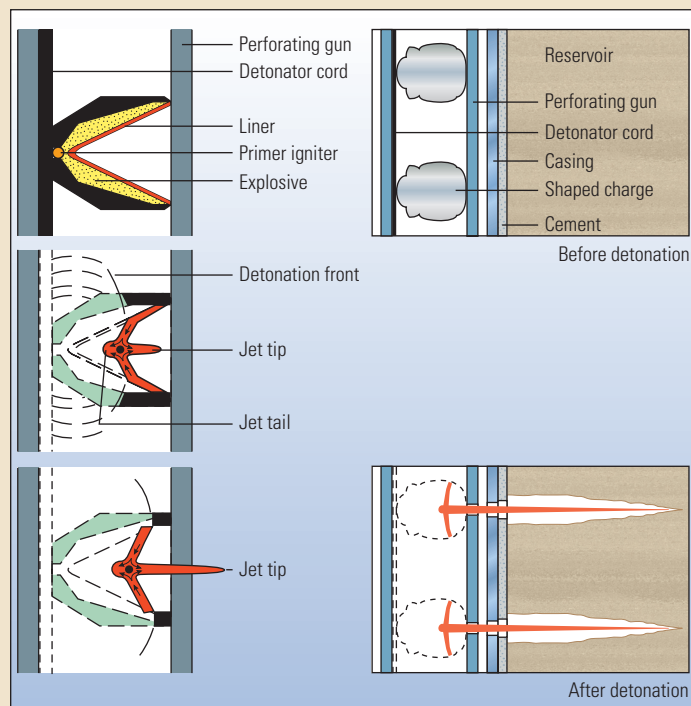 Perforating gun
Detonator cord
Liner
Primer igniter
Explosive
Detonation front
Jet tip
Jet tail
Jet tip
Reservoir
Perforating gun
Detonator cord
Casing
Shaped charge
Cement
Before detonation
After detonation